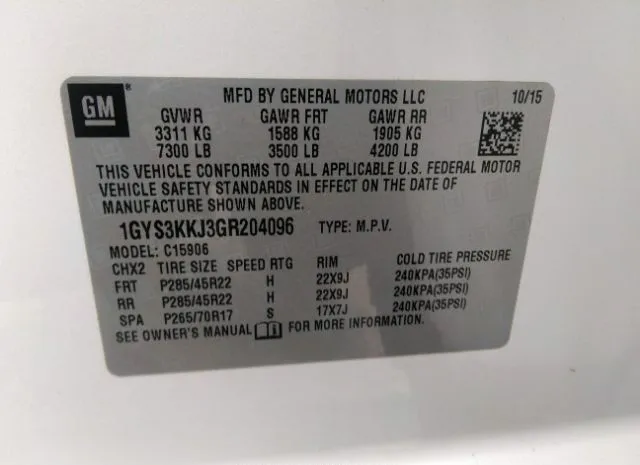 GM ®
MFD BY GENERAL MOTORS LLC 10/15
GVWR GAWR FRT GAWR RR
3311 KG 1588 KG 1905 KG
7300 LB 3500 LB 4200 LB
THIS VEHICLE CONFORMS TO ALL APPLICABLE U.S. FEDERAL MOTOR
VEHICLE SAFETY STANDARDS IN EFFECT ON THE DATE OF
MANUFACTURE SHOWN ABOVE.
1GYS3KKJ3GR204096 TYPE: M.P.V.
MODEL: C15906
CHX2 TIRE SIZE SPEED RTG RIM COLD TIRE PRESSURE
FRT P285/45R22 H 22X9J 240KPA(35PSI)
RR P285/45R22 H 22X9J 240KPA(35PSI)
SPA P265/70R17 S 17X7J 240KPA(35PSI)
SEE OWNER'S MANUAL FOR MORE INFORMATION.